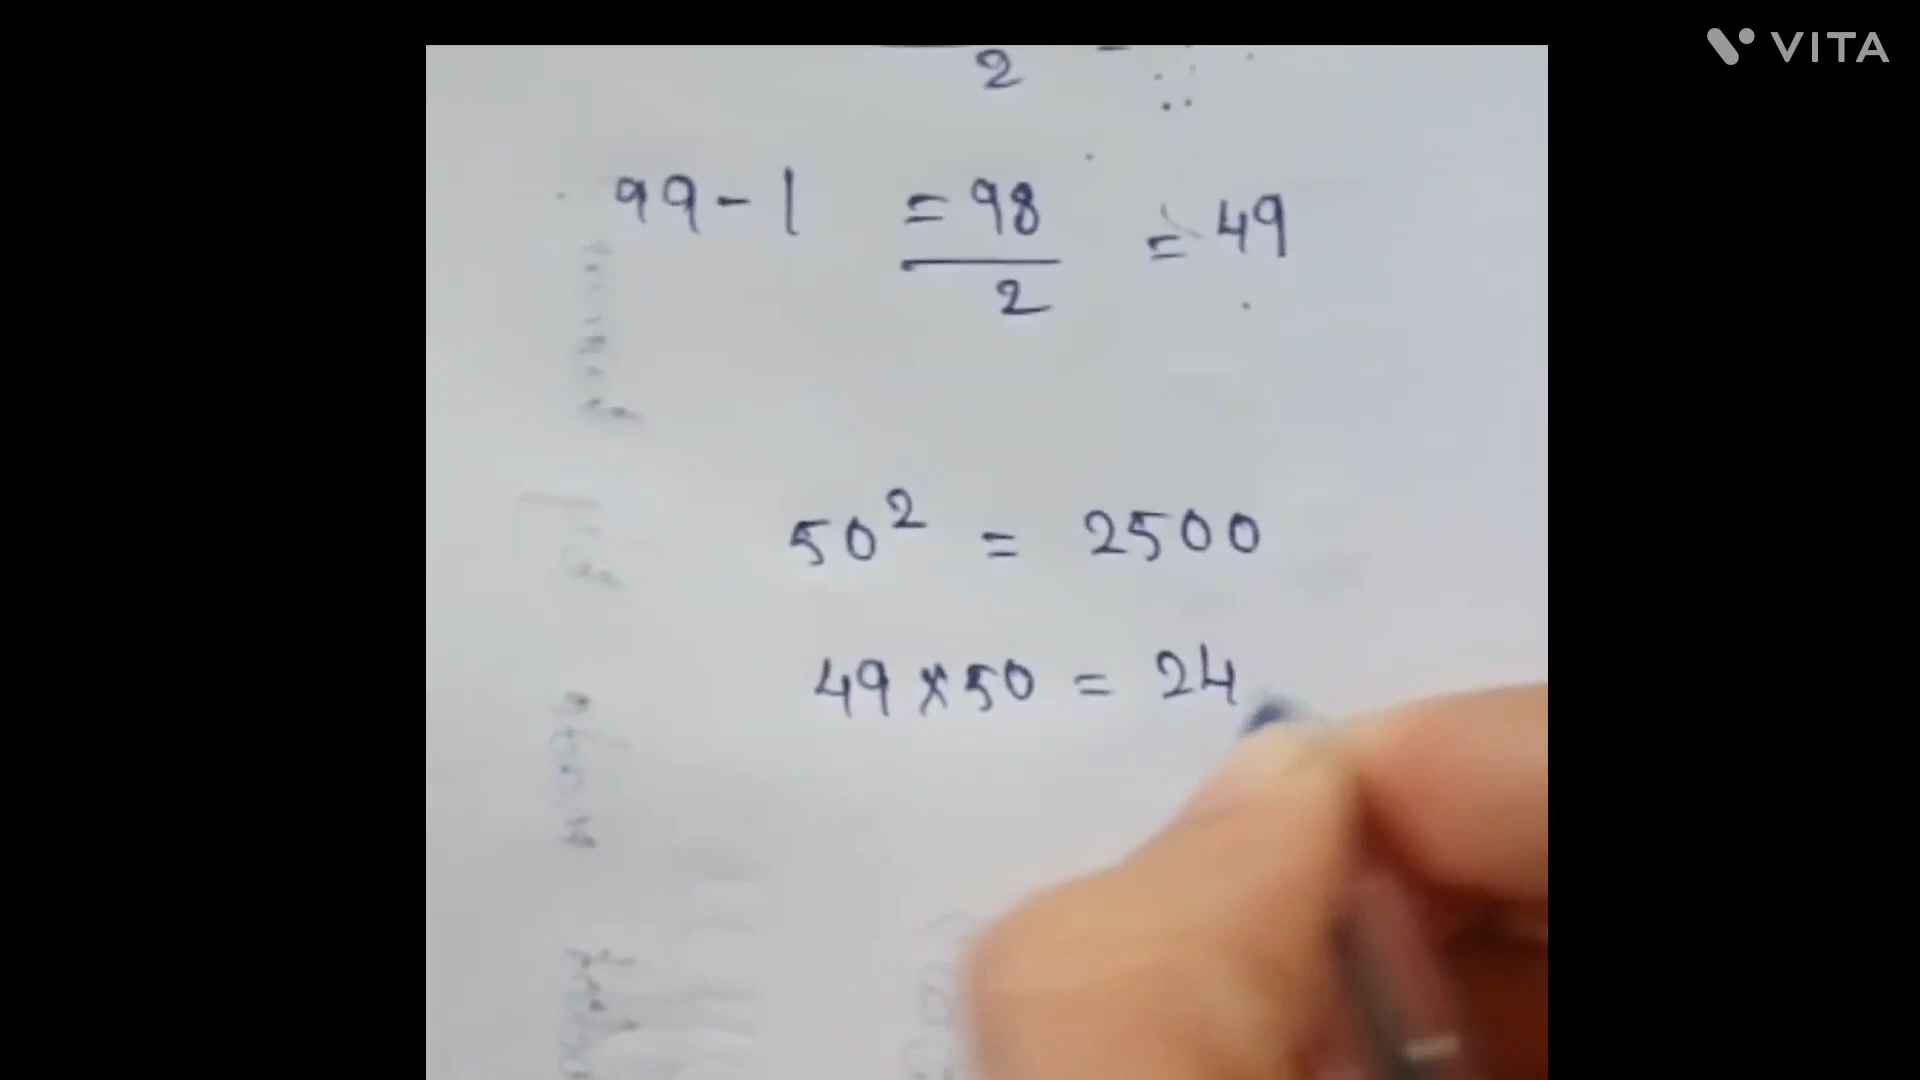 VITA
2
99-1 = 98 = 49
2
50² = 2500
49×50 = 24